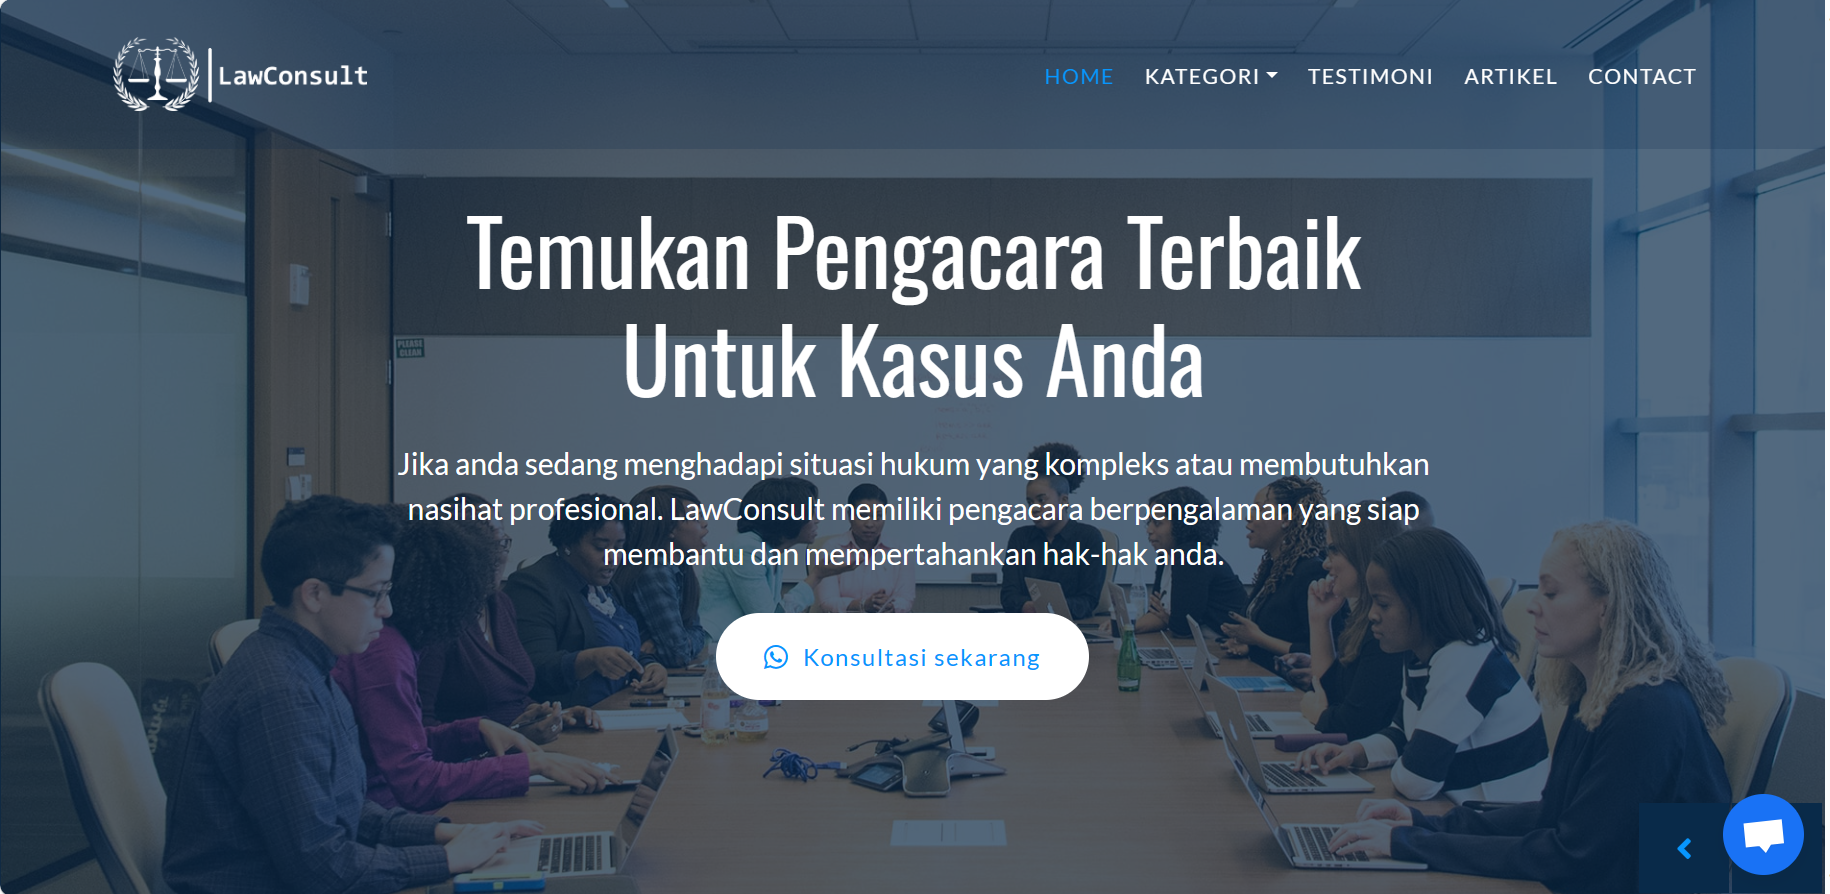 LawConsult
HOME KATEGORI TESTIMONI ARTIKEL CONTACT
Temukan Pengacara Terbaik
Untuk Kasus Anda
PLEASE
CLEAN
Jika anda sedang menghadapi situasi hukum yang kompleks atau membutuhkan
nasihat profesional. LawConsult memiliki pengacara berpengalaman yang siap
membantu dan mempertahankan hak-hak anda.
Konsultasi sekarang